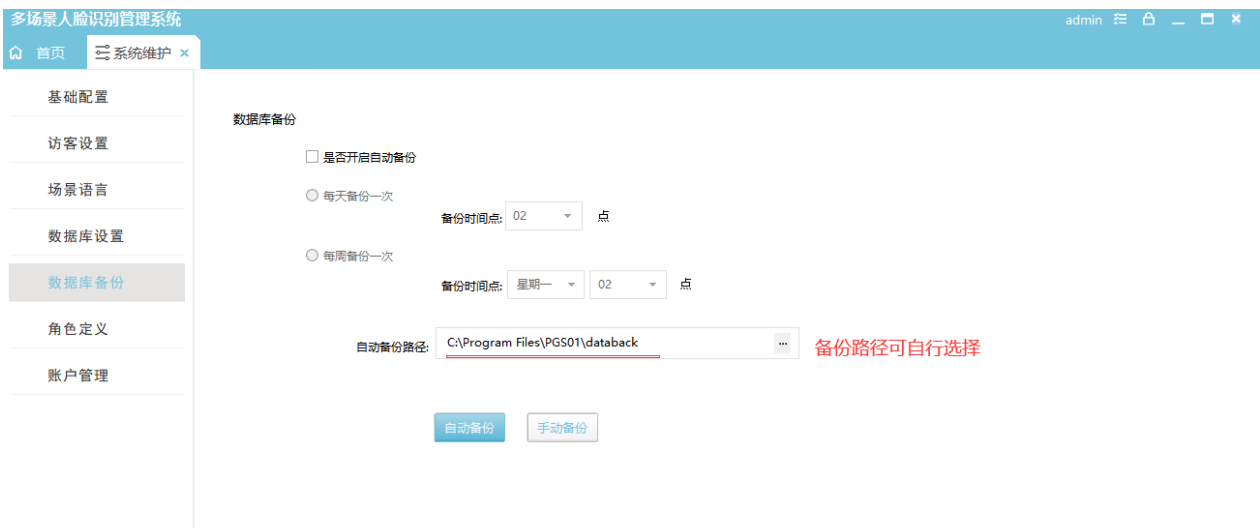 多场景人脸识别管理系统
admin
首页
系统维护
基础配置
访客设置
场景语言
数据库设置
数据库备份
角色定义
账户管理
数据库备份
是否开启自动备份
每天备份一次
备份时间点: 02 点
每周备份一次
备份时间点: 星期一 02 点
自动备份路径: C:\Program Files\PGS01\databack ... 备份路径可自行选择
自动备份 手动备份